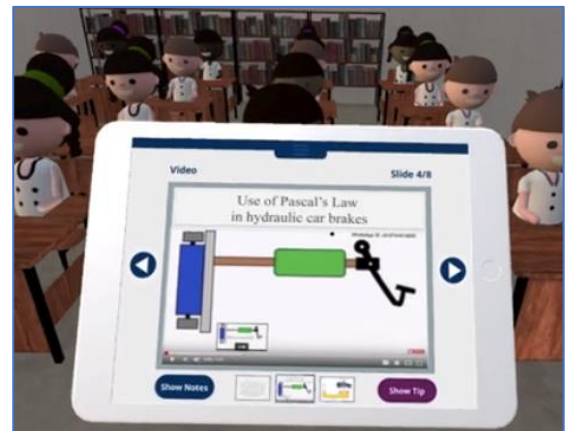 Video
Slide 4/8
Use of Pascal's Law
in hydraulic car brakes
Show Notes
Show Tip